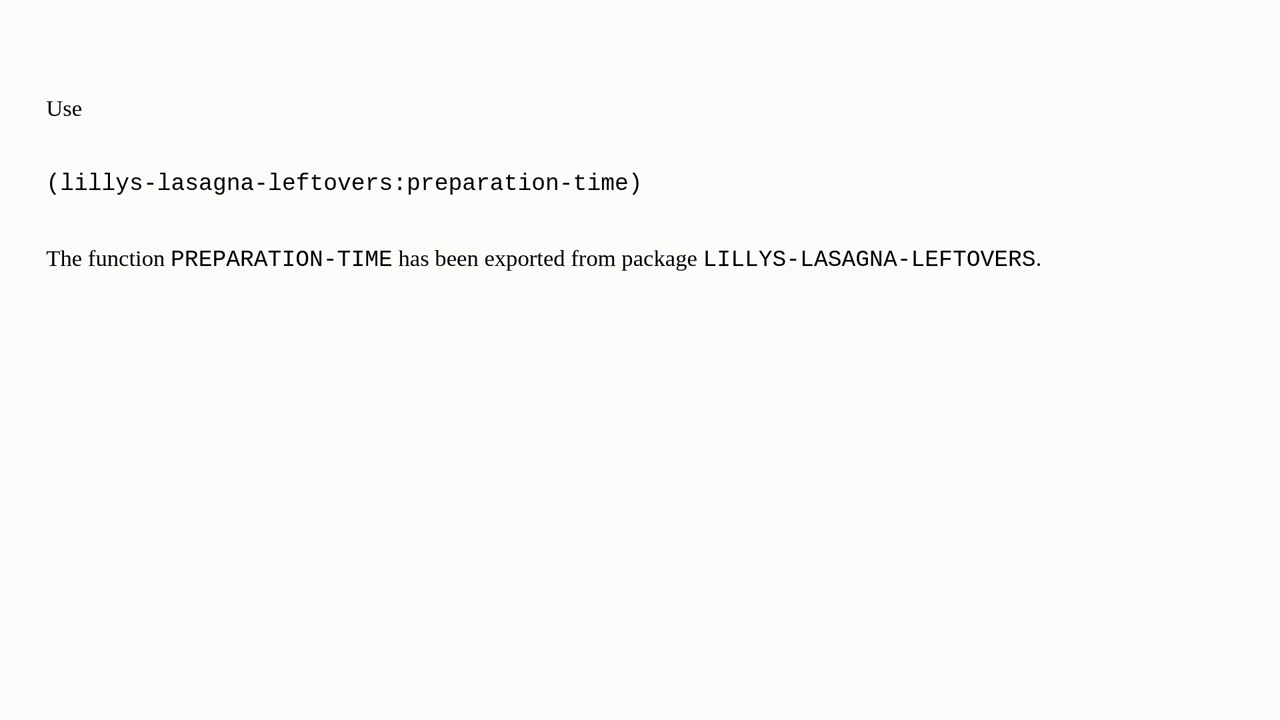 Use
(lillys-lasagna-leftovers:preparation-time)
The function PREPARATION-TIME has been exported from package LILLYS-LASAGNA-LEFTOVERS.